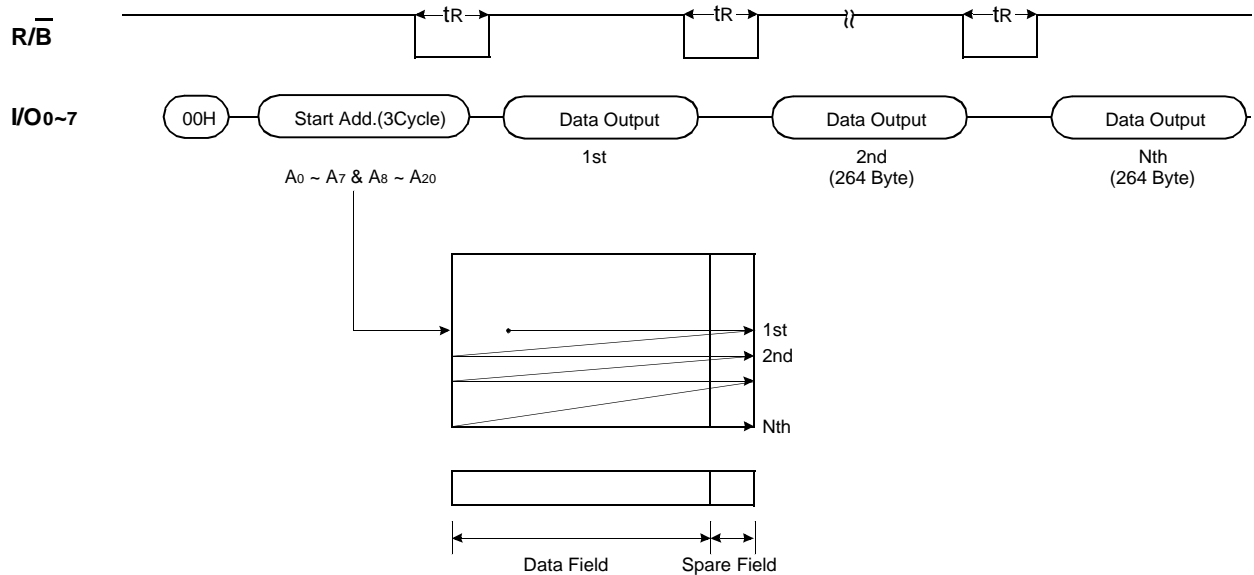 tR tR tR
R/B
I/O0~7 00H Start Add.(3Cycle) Data Output Data Output Data Output
1st 2nd Nth
(264 Byte) (264 Byte)
A0 ~ A7 & A8 ~ A20
1st
2nd
Nth
Data Field Spare Field